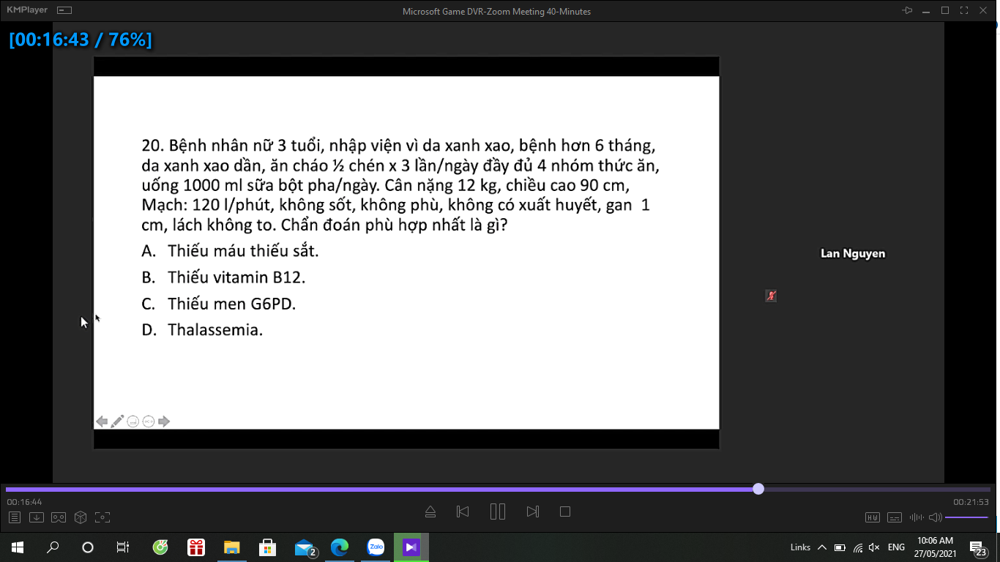 KMPlayer
Microsoft Game DVR-Zoom Meeting 40-Minutes
[00:16:43 / 76%]
20. Bệnh nhân nữ 3 tuổi, nhập viện vì da xanh xao, bệnh hơn 6 tháng,
da xanh xao dần, ăn cháo ½ chén x 3 lần/ngày đầy đủ 4 nhóm thức ăn,
uống 1000 ml sữa bột pha/ngày. Cân nặng 12 kg, chiều cao 90 cm,
Mạch: 120 l/phút, không sốt, không phù, không có xuất huyết, gan 1
cm, lách không to. Chẩn đoán phù hợp nhất là gì?
A. Thiếu máu thiếu sắt.
B. Thiếu vitamin B12.
C. Thiếu men G6PD.
D. Thalassemia.
Lan Nguyen
00:16:44
00:21:53
HW
2
Zalo
Links
ENG
10:06 AM
27/05/2021
23